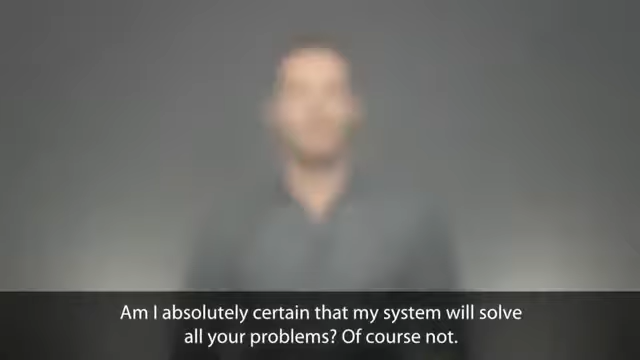 Am I absolutely certain that my system will solve
all your problems? Of course not.